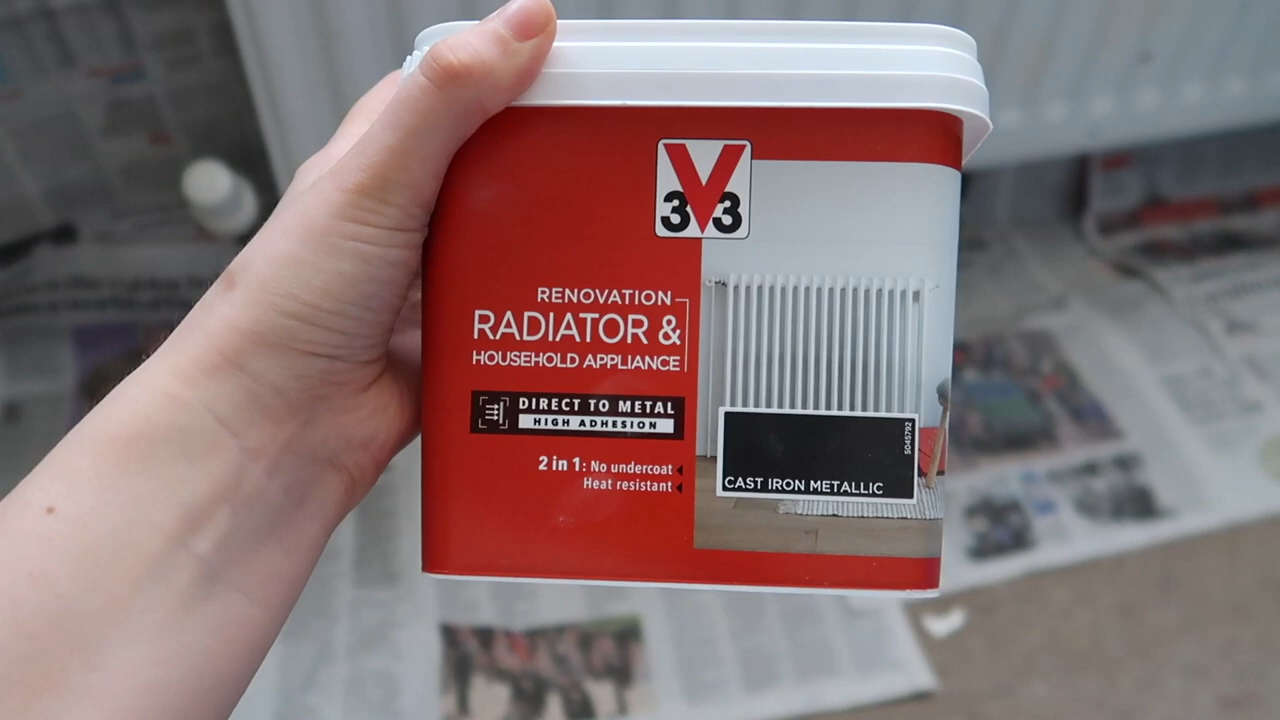 3V3
RENOVATION
RADIATOR &
HOUSEHOLD APPLIANCE
DIRECT TO METAL
HIGH ADHESION
2 in 1: No undercoat
Heat resistant
5045792
CAST IRON METALLIC